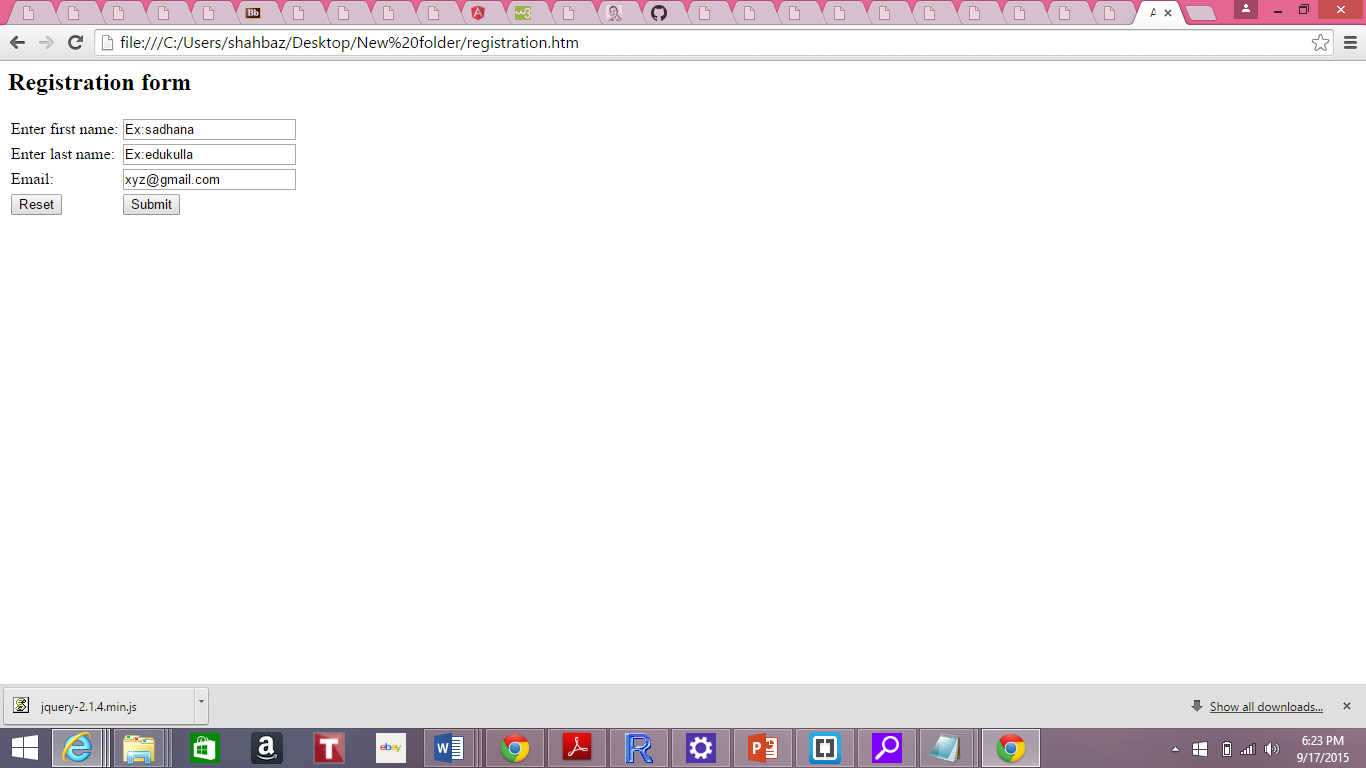 Bb
w3
A
file:///C:/Users/shahbaz/Desktop/New%20folder/registration.htm
Registration form
Enter first name: Ex:sadhana
Enter last name: Ex:edukulla
Email: xyz@gmail.com
Reset Submit
jquery-2.1.4.min.js
Show all downloads...
6:23 PM
9/17/2015